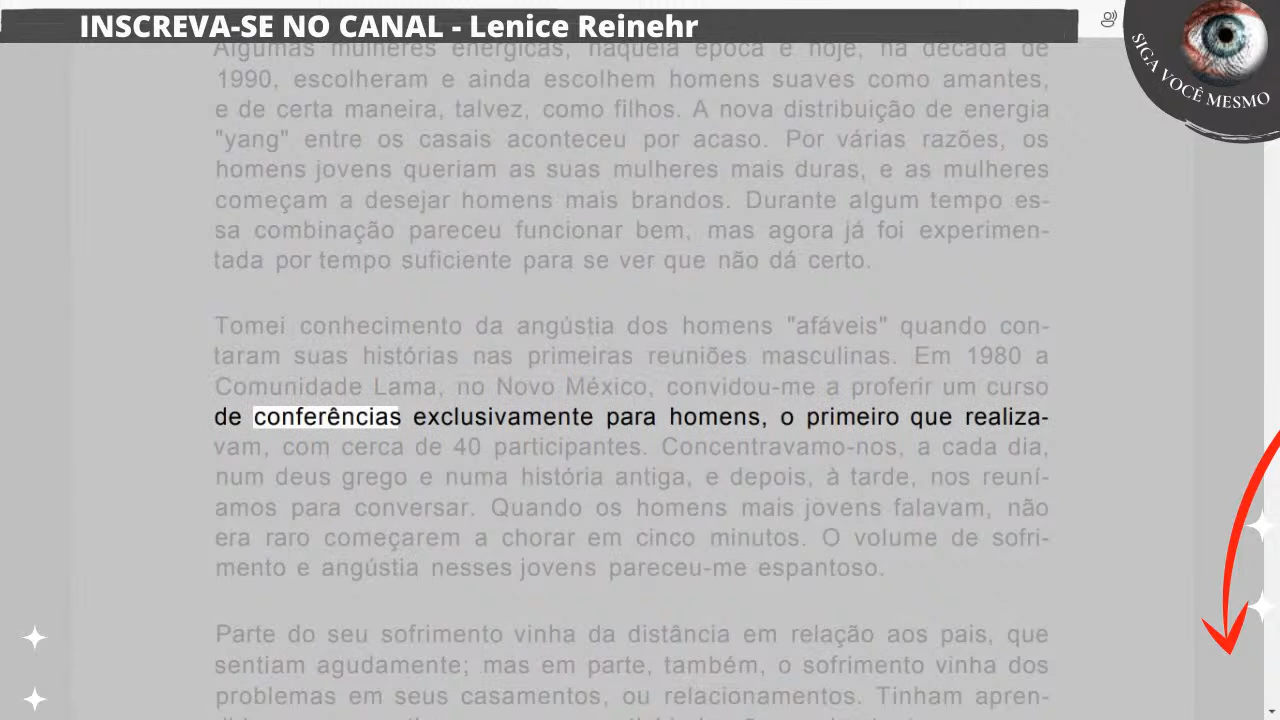 INSCREVA-SE NO CANAL - Lenice Reinehr
SIGA VOCÊ MESMO
Algumas mulheres enérgicas, naquela época e hoje, na década de
1990, escolheram e ainda escolhem homens suaves como amantes,
e de certa maneira, talvez, como filhos. A nova distribuição de energia
"yang" entre os casais aconteceu por acaso. Por várias razões, os
homens jovens queriam as suas mulheres mais duras, e as mulheres
começam a desejar homens mais brandos. Durante algum tempo es-
sa combinação pareceu funcionar bem, mas agora já foi experimen-
tada por tempo suficiente para se ver que não dá certo.
Tomei conhecimento da angústia dos homens "afáveis" quando con-
taram suas histórias nas primeiras reuniões masculinas. Em 1980 a
Comunidade Lama, no Novo México, convidou-me a proferir um curso
de conferências exclusivamente para homens, o primeiro que realiza-
vam, com cerca de 40 participantes. Concentravamo-nos, a cada dia,
num deus grego e numa história antiga, e depois, à tarde, nos reuní-
amos para conversar. Quando os homens mais jovens falavam, não
era raro começarem a chorar em cinco minutos. O volume de sofri-
mento e angústia nesses jovens pareceu-me espantoso.
Parte do seu sofrimento vinha da distância em relação aos pais, que
sentiam agudamente; mas em parte, também, o sofrimento vinha dos
problemas em seus casamentos, ou relacionamentos. Tinham apren-